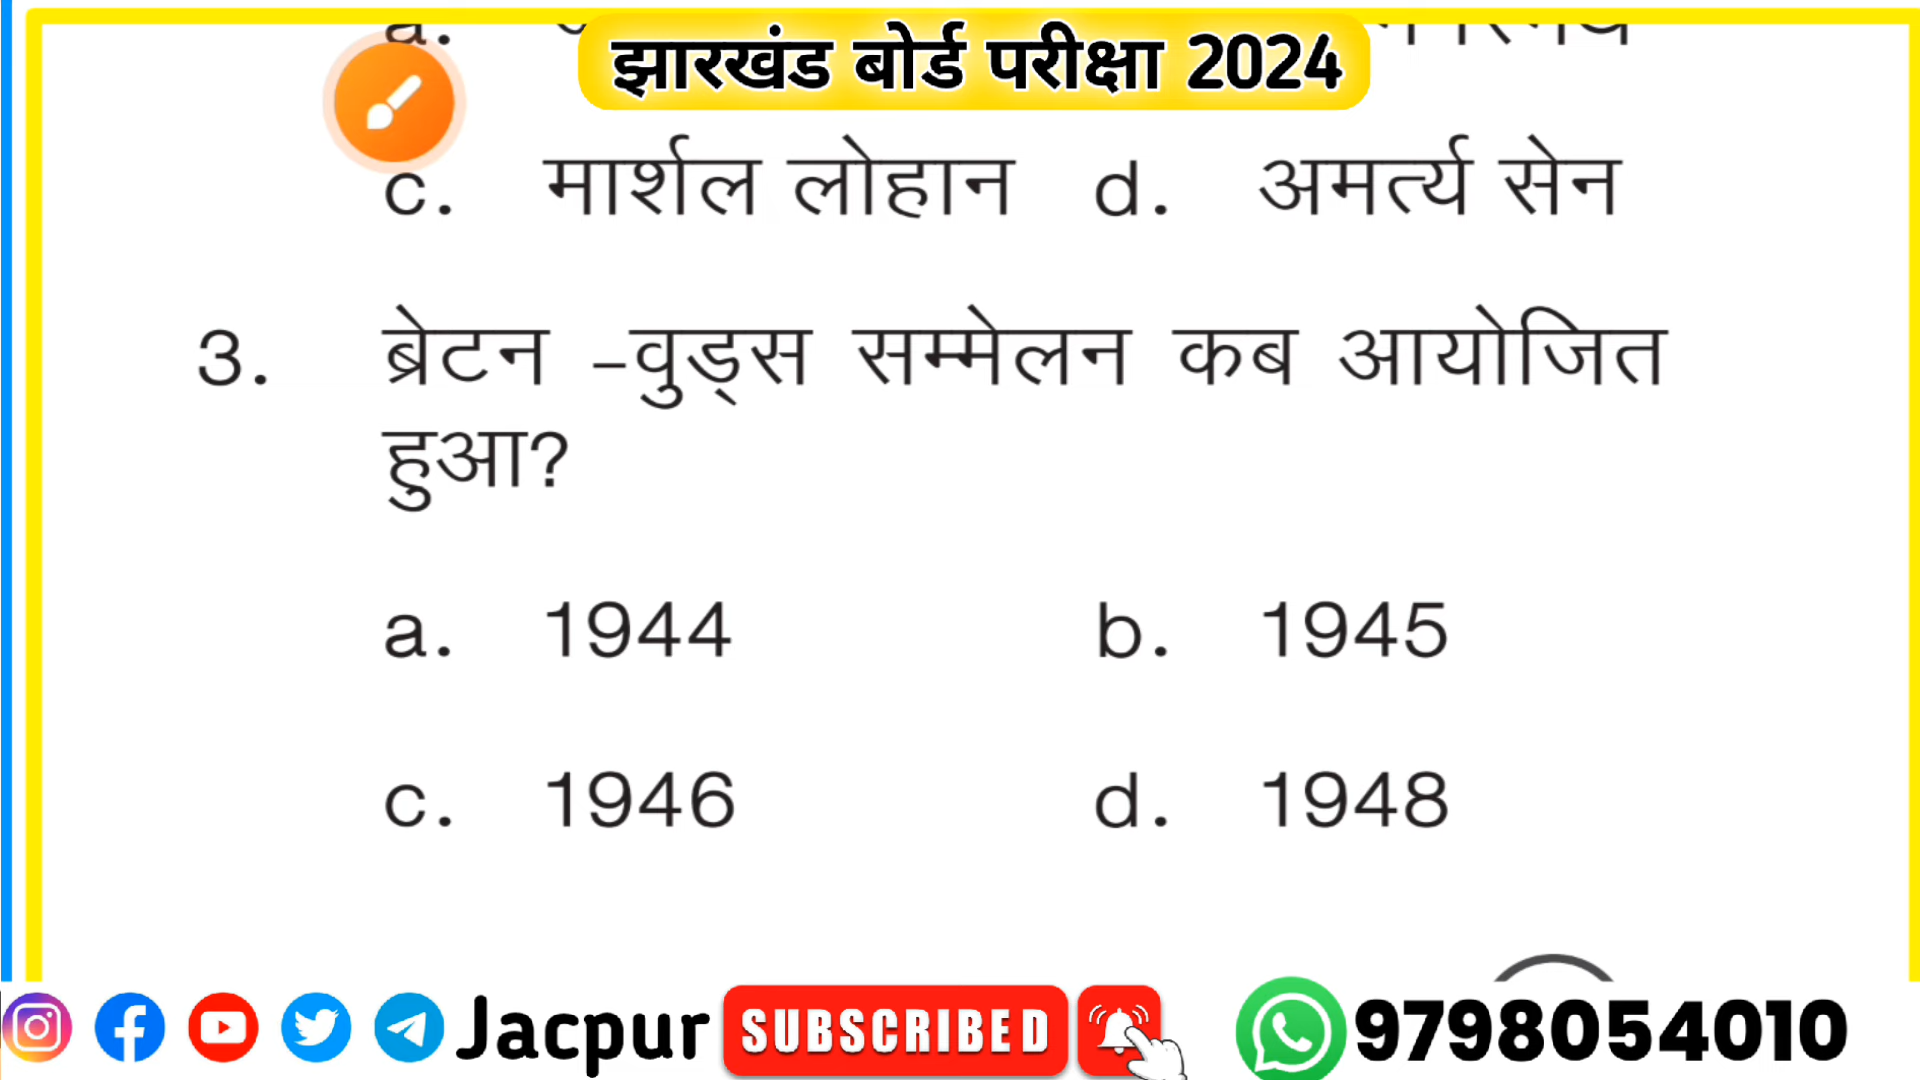 झारखंड बोर्ड परीक्षा 2024
c. मार्शल लोहान d. अमर्त्य सेन
3. ब्रेटन -वुड्स सम्मेलन कब आयोजित
हुआ?
a. 1944 b. 1945
c. 1946 d. 1948
Jacpur SUBSCRIBED 9798054010